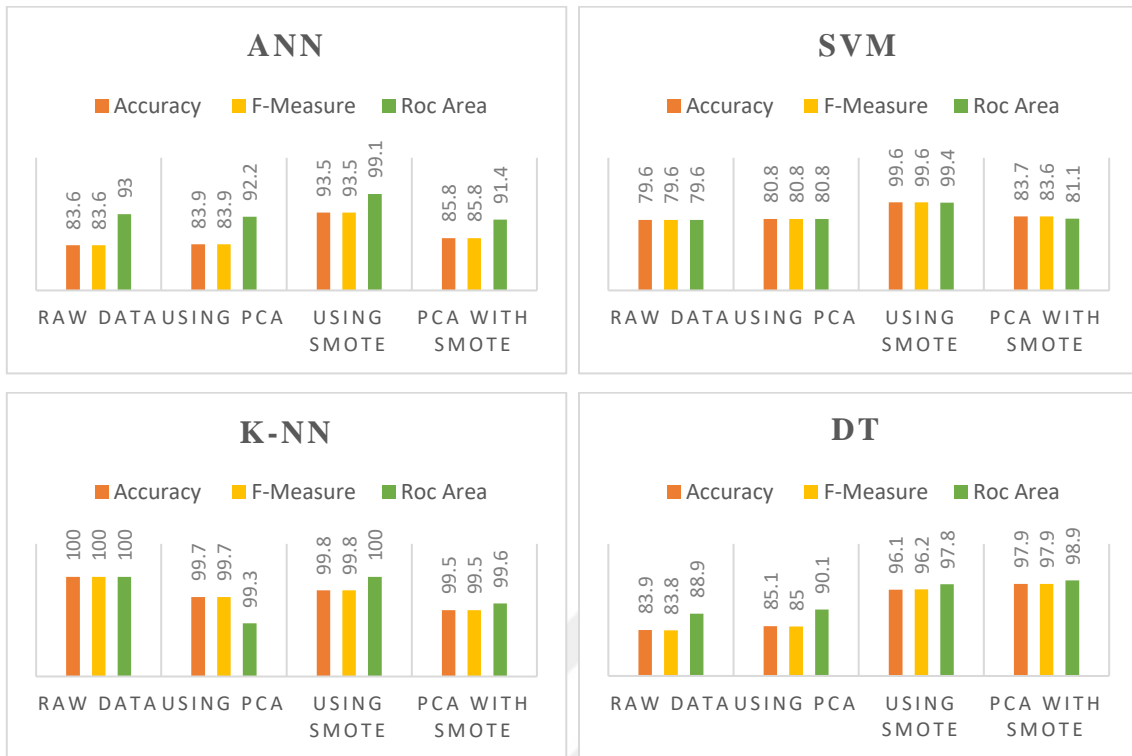 ANN
Accuracy F-Measure Roc Area
83.6 83.6 93 83.9 83.9 92.2 93.5 93.5 99.1 85.8 85.8 91.4
RAW DATA USING PCA USING SMOTE PCA WITH SMOTE
SVM
Accuracy F-Measure Roc Area
79.6 79.6 79.6 80.8 80.8 80.8 99.6 99.6 99.4 83.7 83.6 81.1
RAW DATA USING PCA USING SMOTE PCA WITH SMOTE
K-NN
Accuracy F-Measure Roc Area
100 100 100 99.7 99.7 99.3 99.8 99.8 100 99.5 99.5 99.6
RAW DATA USING PCA USING SMOTE PCA WITH SMOTE
DT
Accuracy F-Measure Roc Area
83.9 83.8 88.9 85.1 85 90.1 96.1 96.2 97.8 97.9 97.9 98.9
RAW DATA USING PCA USING SMOTE PCA WITH SMOTE